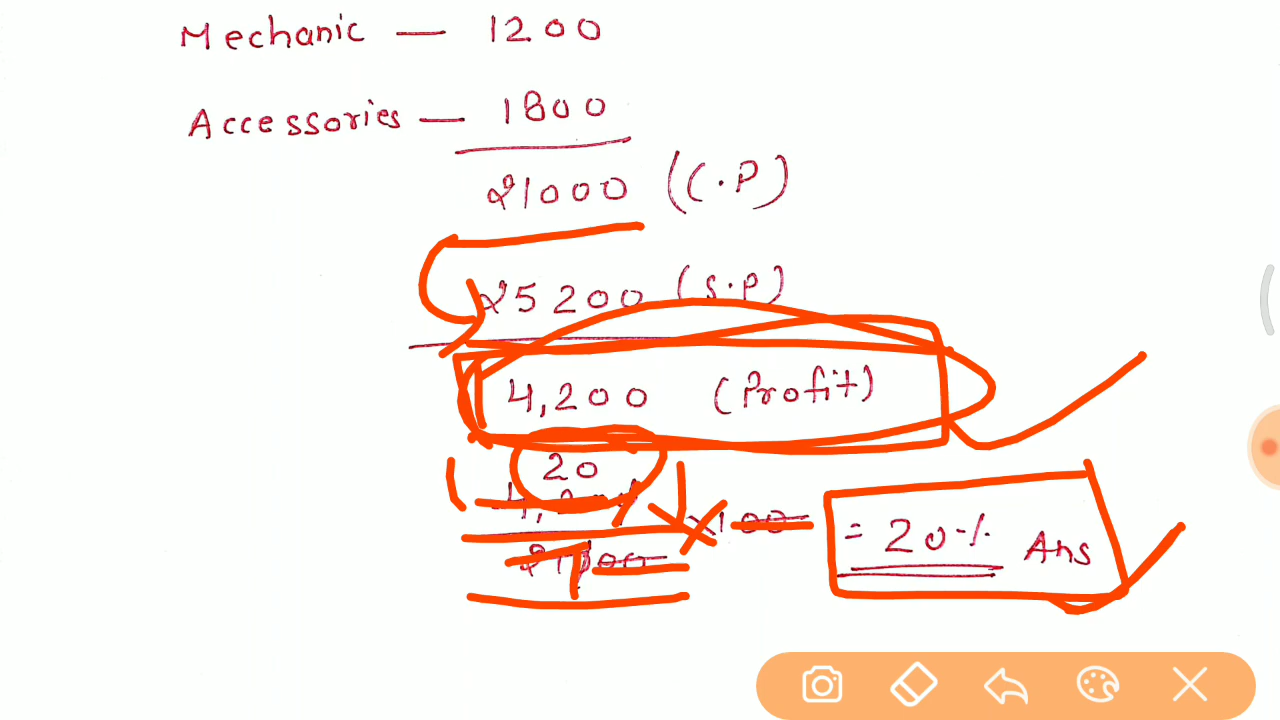 Mechanic — 1200
Accessories — 1800
21000 (C.P)
25200 (S.P)
4,200 (Profit)
20
×100 = 20% Ans